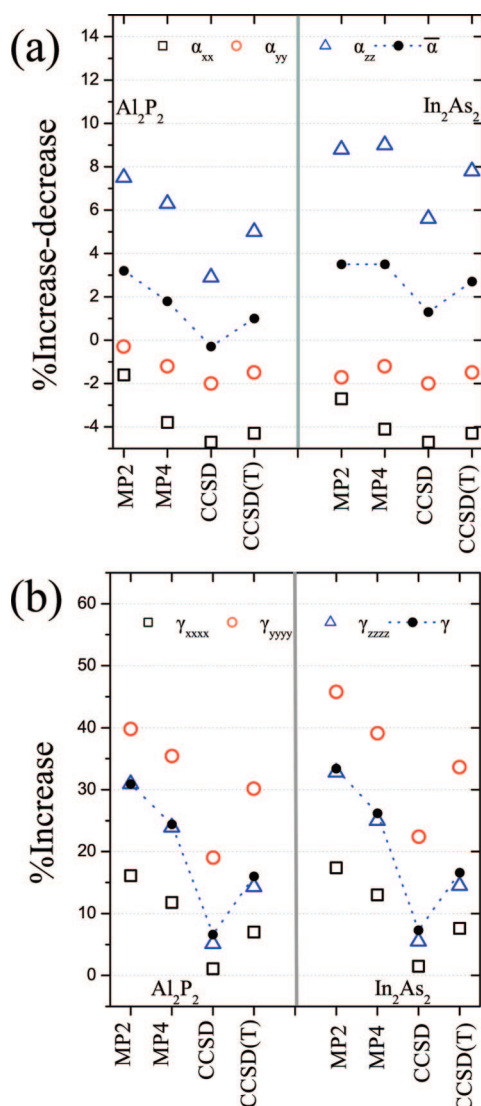 (a)
α_xx α_yy α_zz α̅
Al₂P₂ In₂As₂
14
12
10
8
6
4
2
0
-2
-4
%Increase-decrease
MP2 MP4 CCSD CCSD(T) MP2 MP4 CCSD CCSD(T)
(b)
γ_xxxx γ_yyyy γ_zzzz γ
60
50
40
30
20
10
0
%Increase
Al₂P₂ In₂As₂
MP2 MP4 CCSD CCSD(T) MP2 MP4 CCSD CCSD(T)